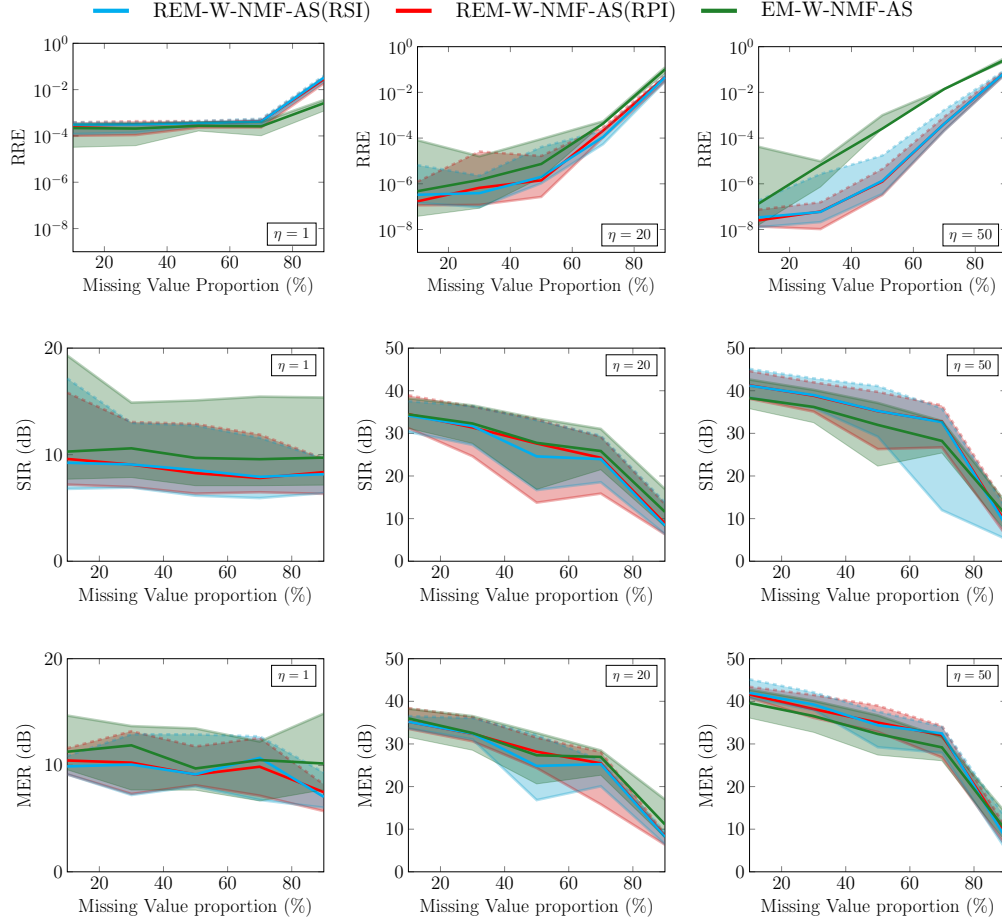 REM-W-NMF-AS(RSI) REM-W-NMF-AS(RPI) EM-W-NMF-AS
10^0 10^0 10^0
10^−2 10^−2 10^−2
10^−4 10^−4 10^−4
10^−6 10^−6 10^−6
10^−8 10^−8 10^−8
RRE RRE RRE
η = 1 η = 20 η = 50
20 40 60 80 20 40 60 80 20 40 60 80
Missing Value Proportion (%) Missing Value Proportion (%) Missing Value Proportion (%)
20 50 50
η = 1 η = 20 η = 50
40 40
30 30
10
20 20
10 10
0 0 0
SIR (dB) SIR (dB) SIR (dB)
20 40 60 80 20 40 60 80 20 40 60 80
Missing Value proportion (%) Missing Value proportion (%) Missing Value proportion (%)
20 50 50
η = 1 η = 20 η = 50
40 40
30 30
10
20 20
10 10
0 0 0
MER (dB) MER (dB) MER (dB)
20 40 60 80 20 40 60 80 20 40 60 80
Missing Value proportion (%) Missing Value proportion (%) Missing Value proportion (%)